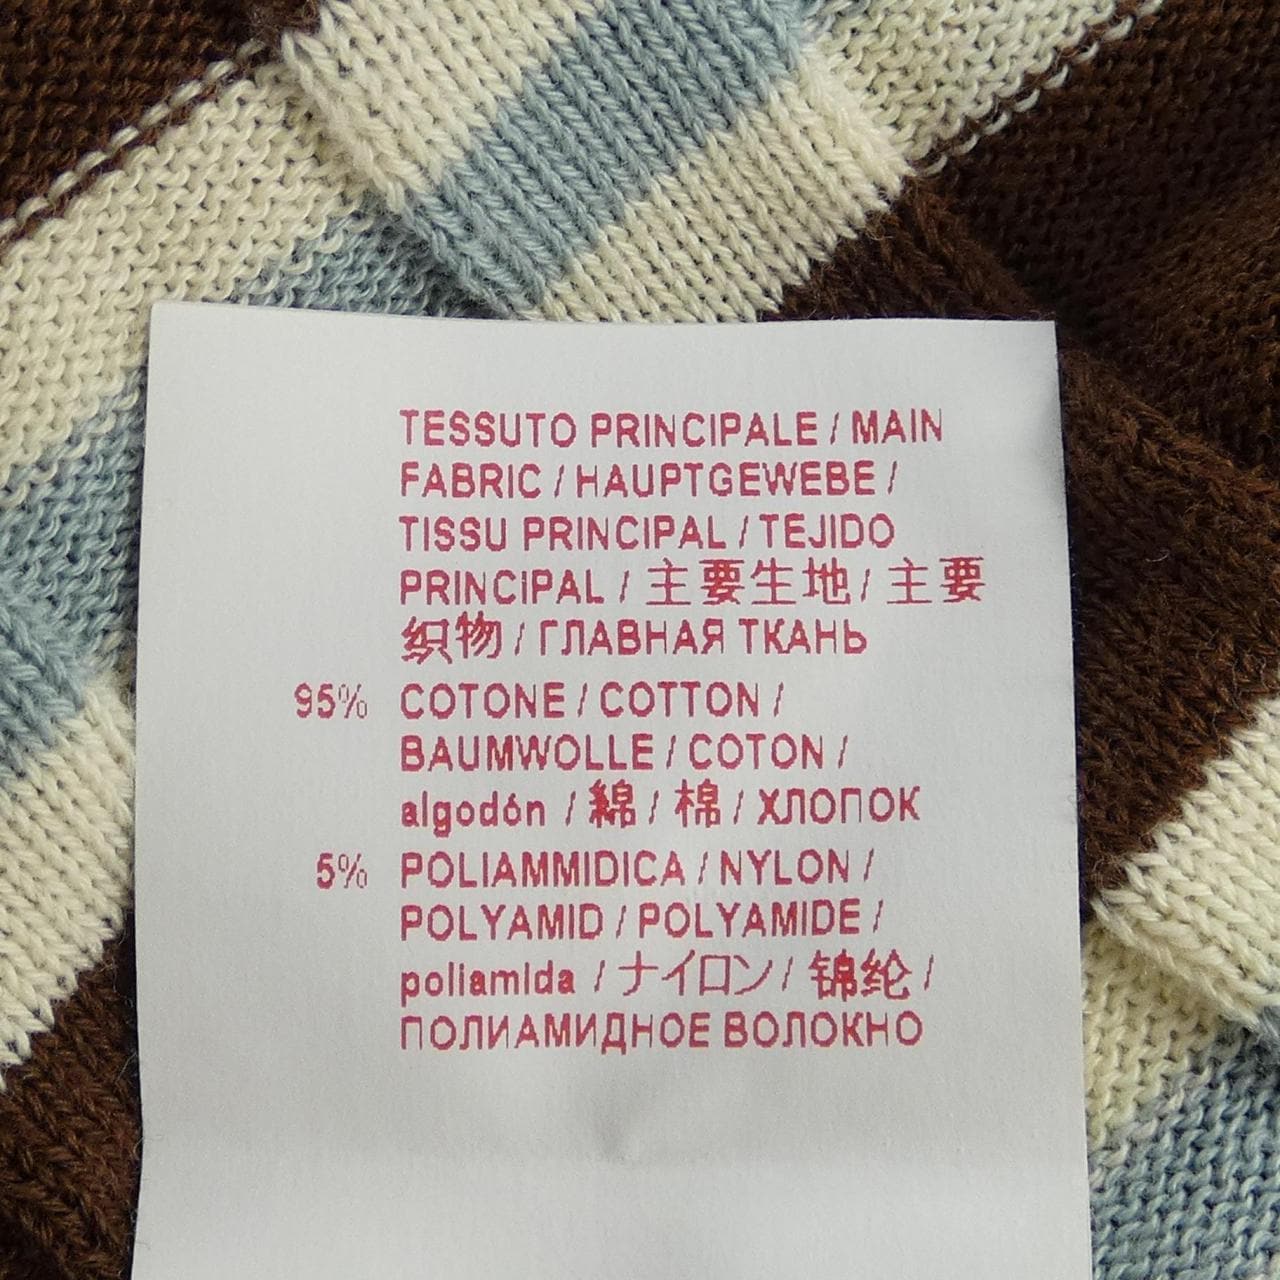 TESSUTO PRINCIPALE / MAIN
FABRIC / HAUPTGEWEBE /
TISSU PRINCIPAL / TEJIDO
PRINCIPAL / 主要生地 / 主要
织物 / ГЛАВНАЯ ТКАНЬ
95% COTONE / COTTON /
BAUMWOLLE / COTON /
algodón / 綿 / 棉 / ХЛОПОК
5% POLIAMMIDICA / NYLON /
POLYAMID / POLYAMIDE /
poliamida / ナイロン / 锦纶 /
ПОЛИАМИДНОЕ ВОЛОКНО